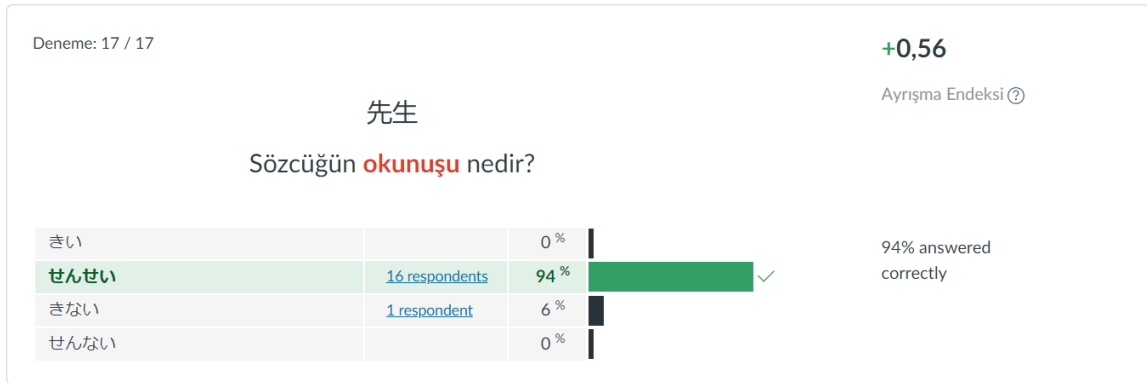 Deneme: 17 / 17
+0,56
Ayrışma Endeksi ?
先生
Sözcüğün okunuşu nedir?
きい 0 %
せんせい 16 respondents 94 %
きない 1 respondent 6 %
せんない 0 %
94% answered
correctly